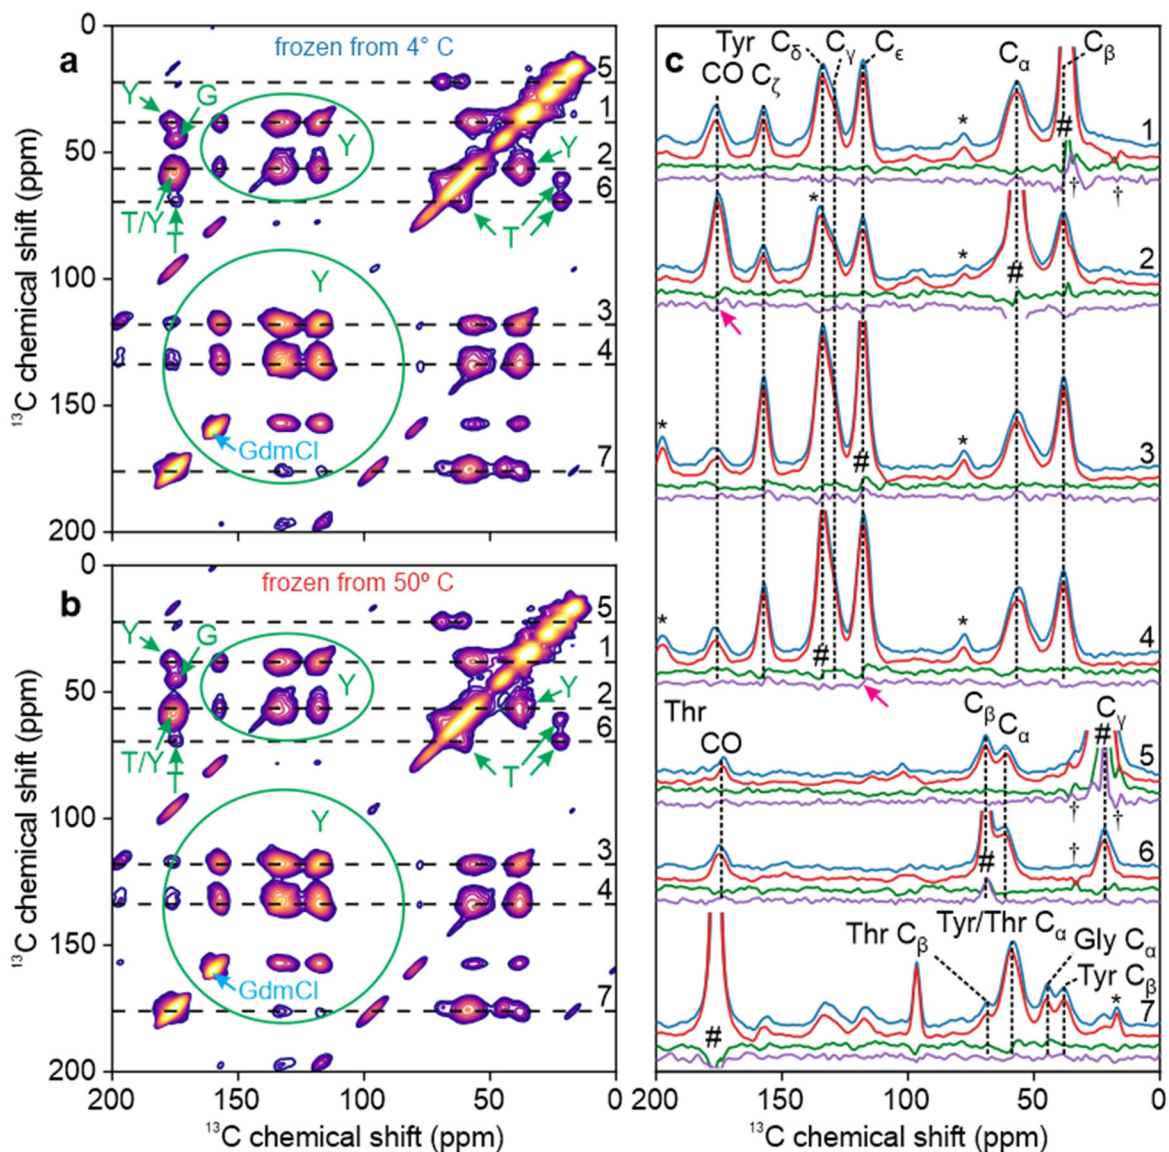 a
frozen from 4° C
0
50
100
150
200
¹³C chemical shift (ppm)
Y
G
Y
Y
T/Y
T
T
Y
GdmCl
5
1
2
6
3
4
7
b
frozen from 50º C
0
50
100
150
200
¹³C chemical shift (ppm)
Y
G
Y
Y
T/Y
T
T
Y
GdmCl
5
1
2
6
3
4
7
200
150
100
50
0
¹³C chemical shift (ppm)
c
Tyr
CO Cζ
Cδ
Cγ
Cε
Cα
Cβ
*
*
# 1
† †
* *
# 2
* *
# 3
* *
# 4
Thr
CO
Cβ
Cα
Cγ
# 5
† †
†
# 6
Thr Cβ
Tyr/Thr Cα
Gly Cα
Tyr Cβ
* 7
#
200
150
100
50
0
¹³C chemical shift (ppm)